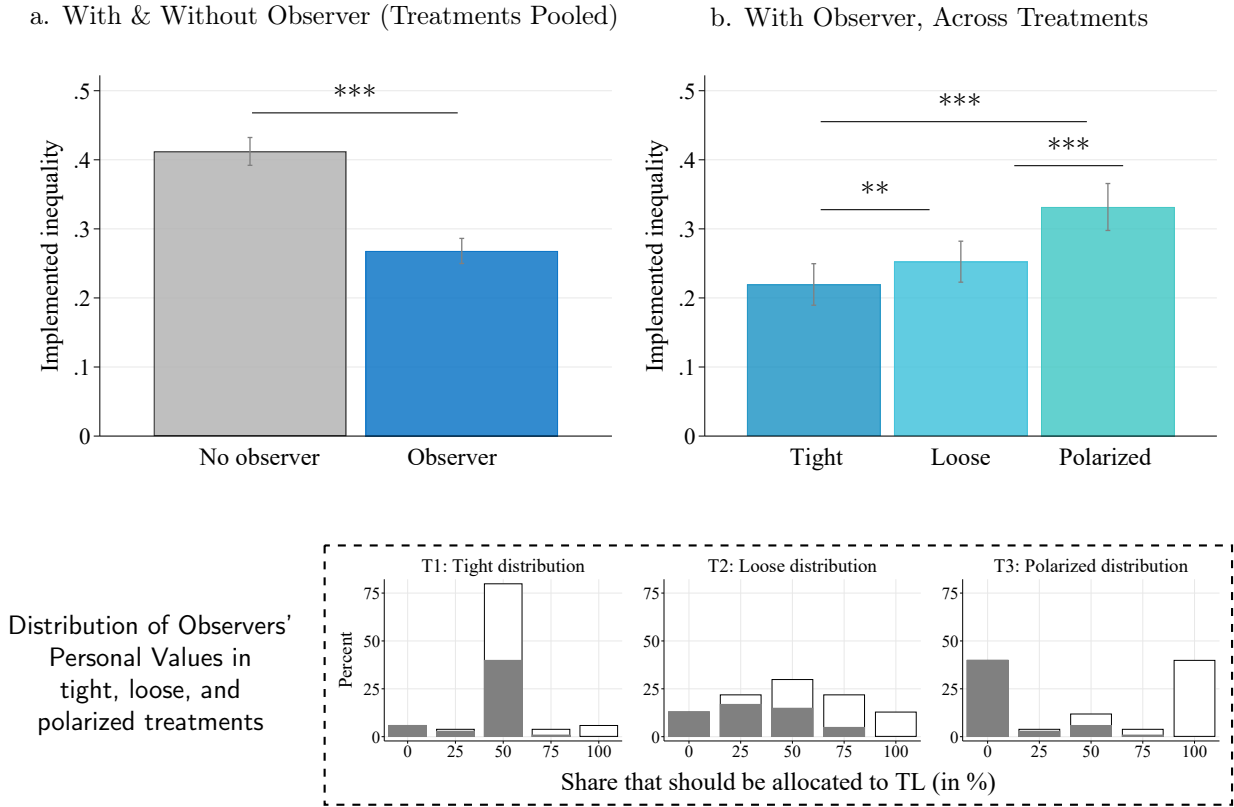 a. With & Without Observer (Treatments Pooled)
.5
.4
.3
.2
.1
0
Implemented inequality
***
No observer
Observer
b. With Observer, Across Treatments
.5
.4
.3
.2
.1
0
Implemented inequality
***
***
**
Tight
Loose
Polarized
Distribution of Observers'
Personal Values in
tight, loose, and
polarized treatments
T1: Tight distribution
T2: Loose distribution
T3: Polarized distribution
Percent
75
50
25
0
0 25 50 75 100
75
50
25
0
0 25 50 75 100
75
50
25
0
0 25 50 75 100
Share that should be allocated to TL (in %)